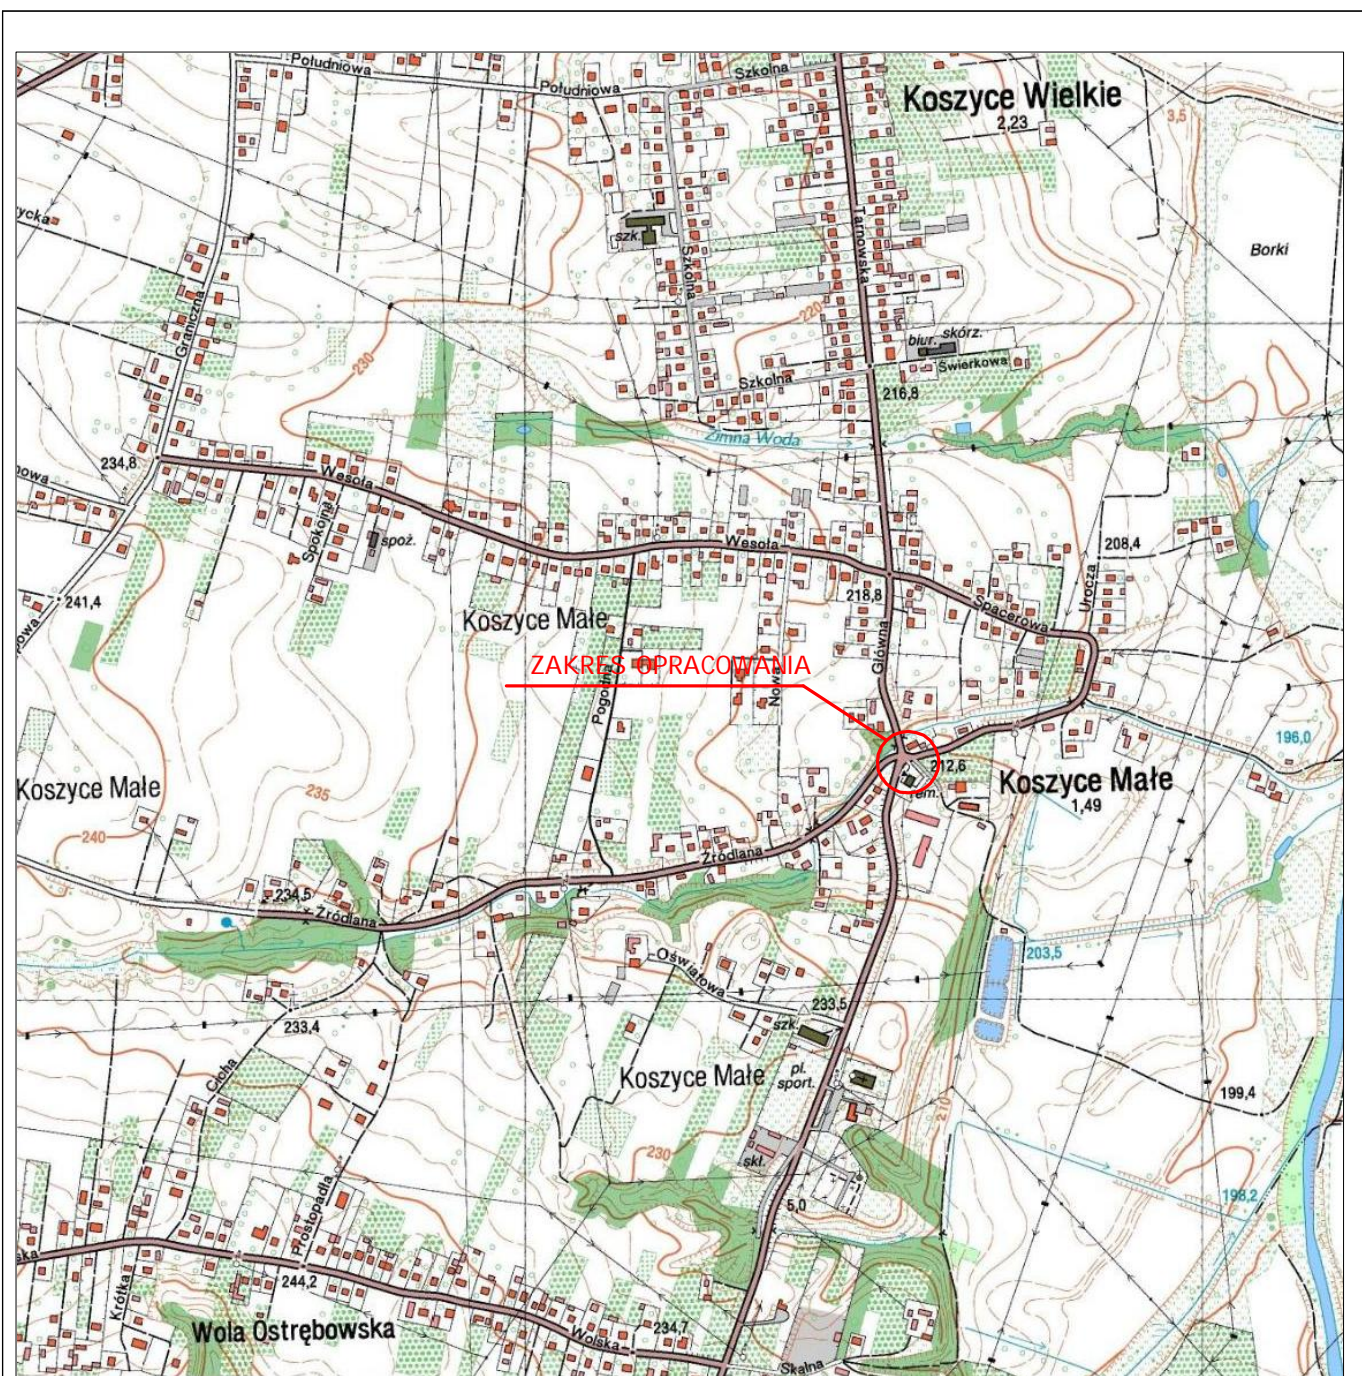 Południowa
Południowa
Szkolna
Koszyce Wielkie
2,23
3,5
Tarnowska
szk.
Szkolna
Borki
Graniczna
220
230
biur. skórz.
Świerkowa
Szkolna
216,8
Zimna Woda
234,8
Wesoła
Spokojna
spoż.
Wesoła
208,4
Urocza
241,4
218,8
Spacerowa
Koszyce Małe
Główna
ZAKRES OPRACOWANIA
Pogodna
Nowa
196,0
212,6
rem.
Koszyce Małe
1,49
Koszyce Małe
235
240
Źródlana
234,5
Źródlana
Oświatowa
203,5
233,5
szk.
233,4
Cicha
Koszyce Małe
pl.
sport.
199,4
210
230
skł.
Prostopadła
198,2
5,0
Krótka
244,2
Wola Ostrębowska
Wolska
234,7
Skalna